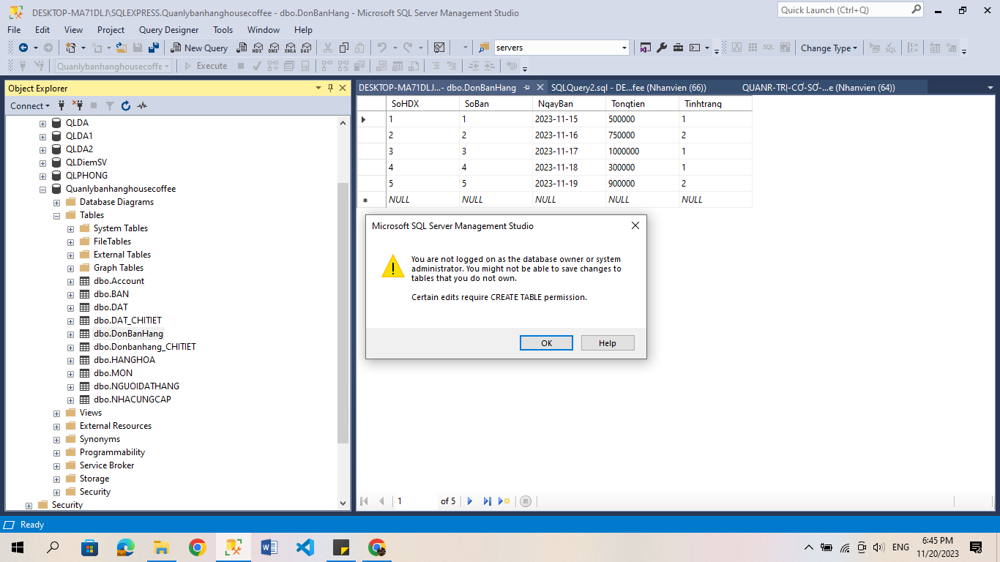 DESKTOP-MA71DLJ\SQLEXPRESS.Quanlybanhanghousecoffee - dbo.DonBanHang - Microsoft SQL Server Management Studio
Quick Launch (Ctrl+Q)
File Edit View Project Query Designer Tools Window Help
New Query MDX DMX XMLA DAX servers SQL Change Type SQL
Quanlybanhanghousecoffee Execute
Object Explorer
DESKTOP-MA71DLJ...- dbo.DonBanHang SQLQuery2.sql - DE...fee (Nhanvien (66)) QUANR-TRỊ-CƠ-SƠ-...e (Nhanvien (64))
Connect
SoHDX SoBan NgayBan Tongtien Tinhtrang
1 1 2023-11-15 500000 1
2 2 2023-11-16 750000 2
3 3 2023-11-17 1000000 1
4 4 2023-11-18 300000 1
5 5 2023-11-19 900000 2
NULL NULL NULL NULL NULL
QLDA
QLDA1
QLDA2
QLDiemSV
QLPHONG
Quanlybanhanghousecoffee
Database Diagrams
Tables
System Tables
FileTables
External Tables
Graph Tables
dbo.Account
dbo.BAN
dbo.DAT
dbo.DAT_CHITIET
dbo.DonBanHang
dbo.Donbanhang_CHITIET
dbo.HANGHOA
dbo.MON
dbo.NGUOIDATHANG
dbo.NHACUNGCAP
Views
External Resources
Synonyms
Programmability
Service Broker
Storage
Security
Security
Microsoft SQL Server Management Studio
You are not logged on as the database owner or system
administrator. You might not be able to save changes to
tables that you do not own.
Certain edits require CREATE TABLE permission.
OK Help
1 of 5
Ready
ENG
6:45 PM
11/20/2023